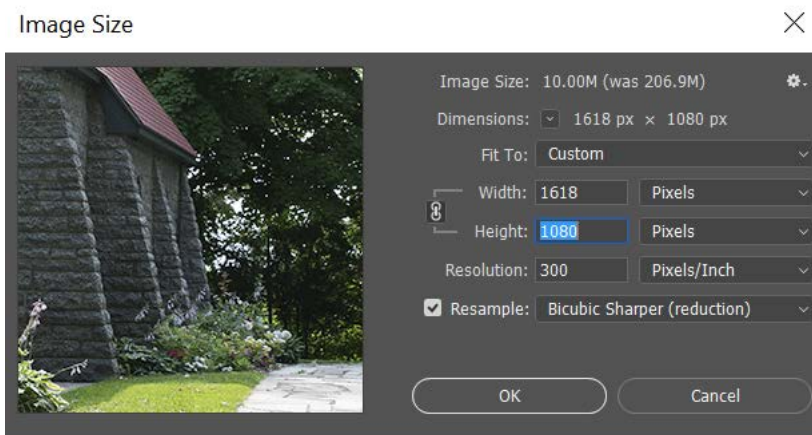 Image Size
Image Size: 10.00M (was 206.9M)
Dimensions: 1618 px × 1080 px
Fit To: Custom
Width: 1618 Pixels
Height: 1080 Pixels
Resolution: 300 Pixels/Inch
Resample: Bicubic Sharper (reduction)
OK Cancel